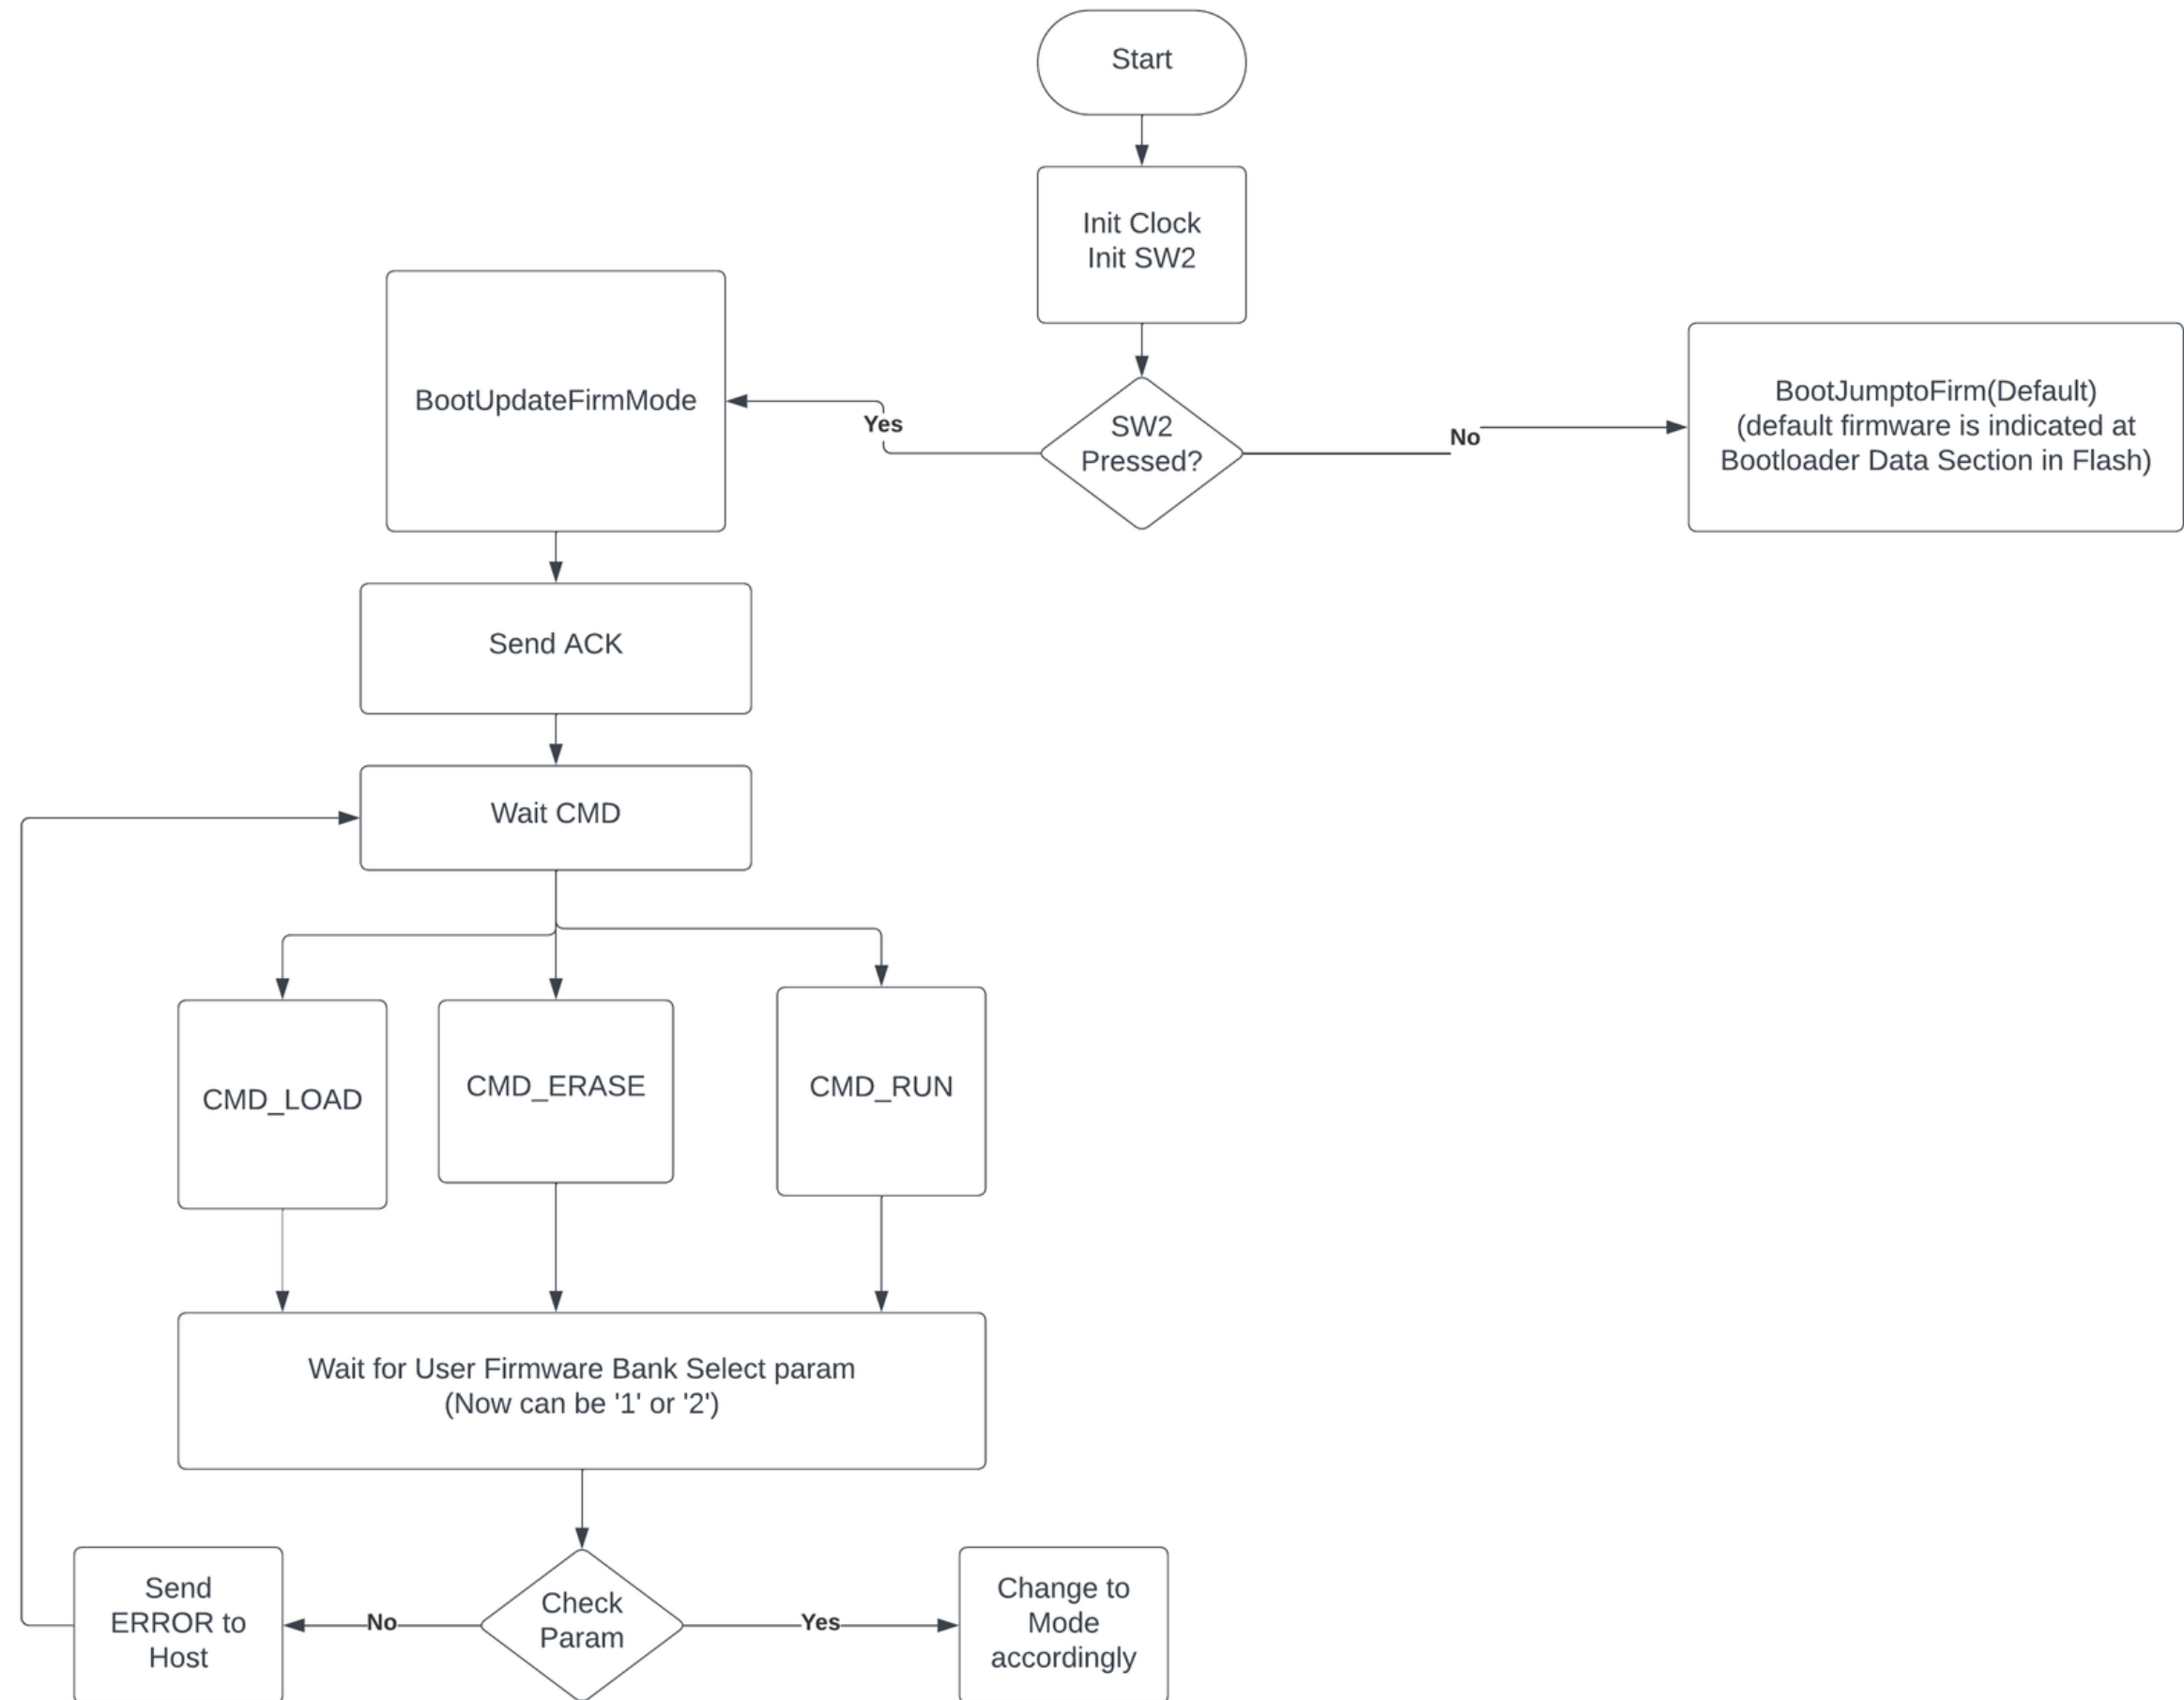 Start
Init Clock
Init SW2
SW2
Pressed?
Yes
No
BootUpdateFirmMode
BootJumptoFirm(Default)
(default firmware is indicated at
Bootloader Data Section in Flash)
Send ACK
Wait CMD
CMD_LOAD
CMD_ERASE
CMD_RUN
Wait for User Firmware Bank Select param
(Now can be '1' or '2')
Check
Param
No
Yes
Send
ERROR to
Host
Change to
Mode
accordingly